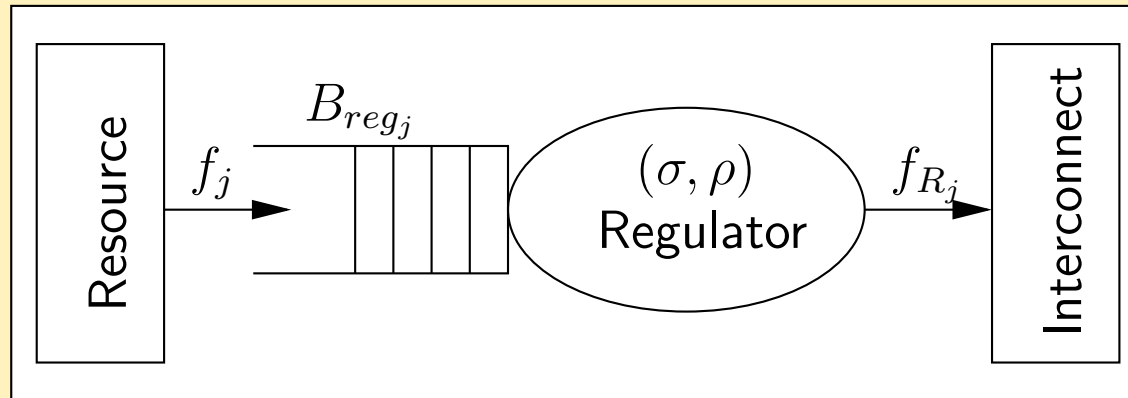 Resource
f_j
B_{reg_j}
(σ, ρ)
Regulator
f_{R_j}
Interconnect